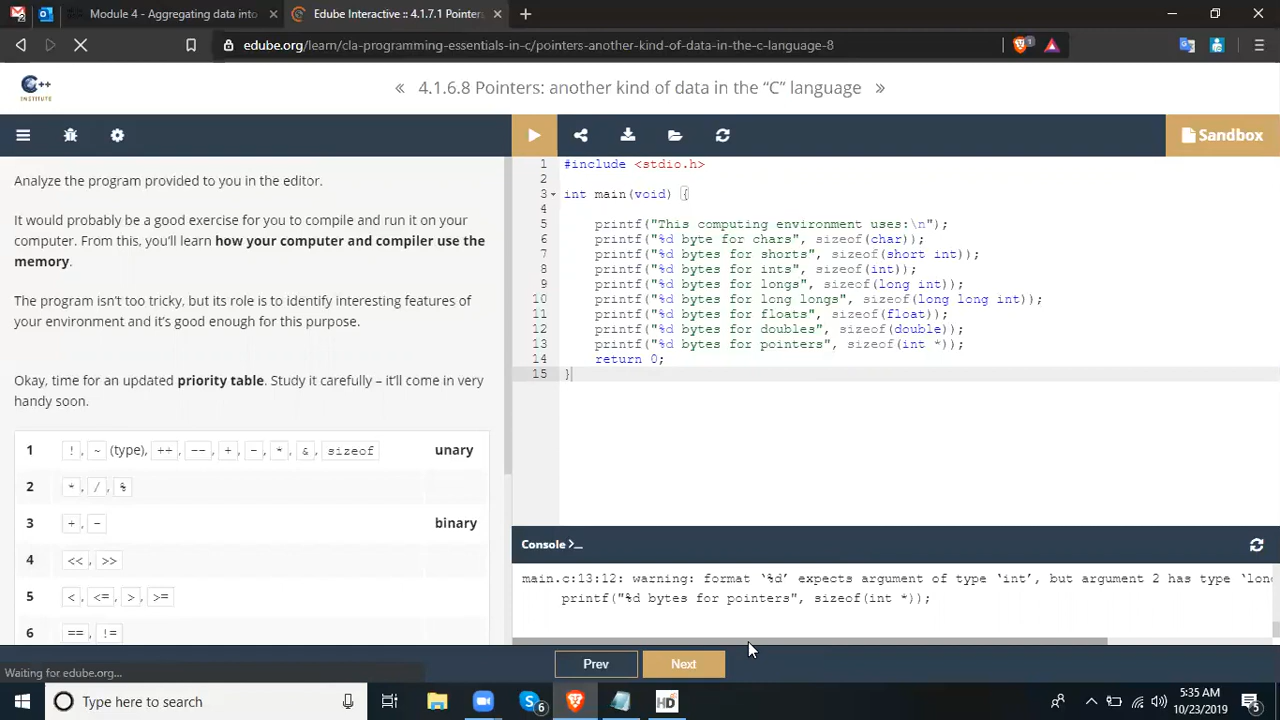 Module 4 - Aggregating data into
Edube Interactive :: 4.1.7.1 Pointers
edube.org/learn/cla-programming-essentials-in-c/pointers-another-kind-of-data-in-the-c-language-8
1
C++
INSTITUTE
« 4.1.6.8 Pointers: another kind of data in the “C” language »
Sandbox
Analyze the program provided to you in the editor.
It would probably be a good exercise for you to compile and run it on your
computer. From this, you'll learn how your computer and compiler use the
memory.
The program isn't too tricky, but its role is to identify interesting features of
your environment and it's good enough for this purpose.
Okay, time for an updated priority table. Study it carefully – it'll come in very
handy soon.
1 !, ~ (type), ++, --, +, -, *, &, sizeof unary
2 *, /, %
3 +, - binary
4 <<, >>
5 <, <=, >, >=
6 ==, !=
1 #include <stdio.h>
2
3 int main(void) {
4
5 printf("This computing environment uses:\n");
6 printf("%d byte for chars", sizeof(char));
7 printf("%d bytes for shorts", sizeof(short int));
8 printf("%d bytes for ints", sizeof(int));
9 printf("%d bytes for longs", sizeof(long int));
10 printf("%d bytes for long longs", sizeof(long long int));
11 printf("%d bytes for floats", sizeof(float));
12 printf("%d bytes for doubles", sizeof(double));
13 printf("%d bytes for pointers", sizeof(int *));
14 return 0;
15 }
Console >_
main.c:13:12: warning: format ‘%d’ expects argument of type ‘int’, but argument 2 has type ‘long
printf("%d bytes for pointers", sizeof(int *));
Prev
Next
Waiting for edube.org...
Type here to search
6
HD
5:35 AM
10/23/2019
5